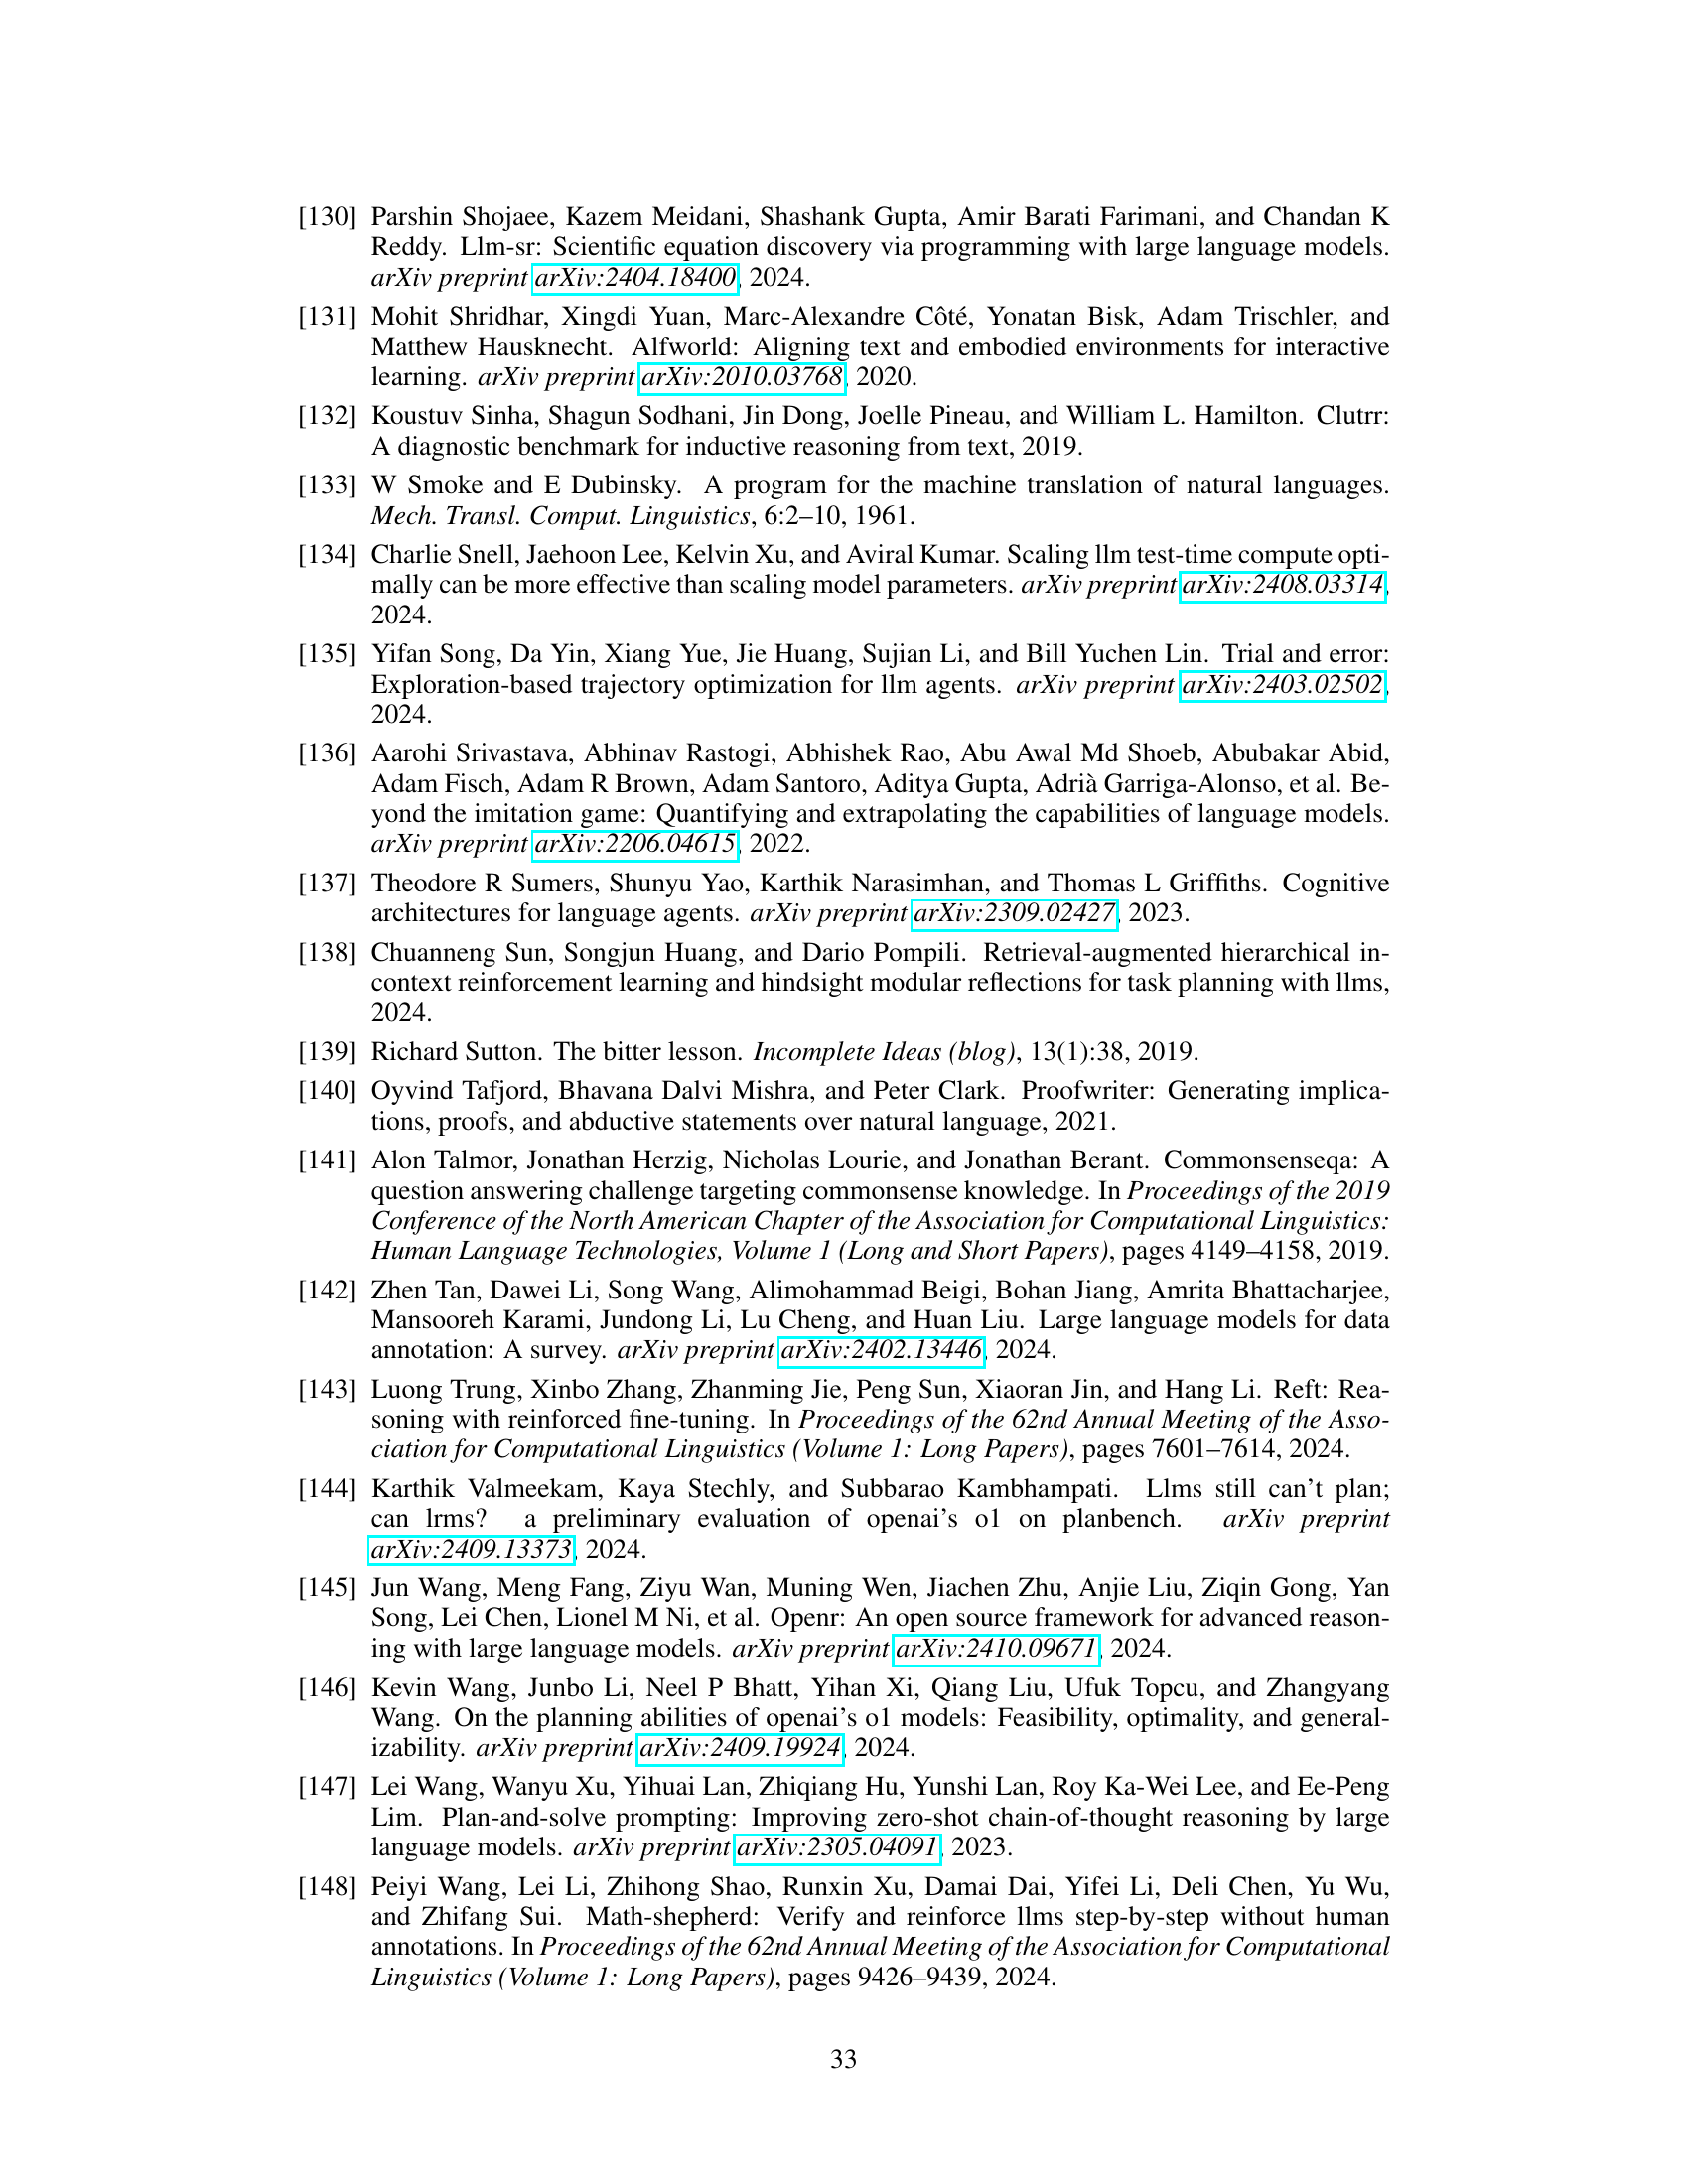 [130] Parshin Shojaee, Kazem Meidani, Shashank Gupta, Amir Barati Farimani, and Chandan K
Reddy. Llm-sr: Scientific equation discovery via programming with large language models.
arXiv preprint arXiv:2404.18400, 2024.
[131] Mohit Shridhar, Xingdi Yuan, Marc-Alexandre Côté, Yonatan Bisk, Adam Trischler, and
Matthew Hausknecht. Alfworld: Aligning text and embodied environments for interactive
learning. arXiv preprint arXiv:2010.03768, 2020.
[132] Koustuv Sinha, Shagun Sodhani, Jin Dong, Joelle Pineau, and William L. Hamilton. Clutrr:
A diagnostic benchmark for inductive reasoning from text, 2019.
[133] W Smoke and E Dubinsky. A program for the machine translation of natural languages.
Mech. Transl. Comput. Linguistics, 6:2–10, 1961.
[134] Charlie Snell, Jaehoon Lee, Kelvin Xu, and Aviral Kumar. Scaling llm test-time compute opti-
mally can be more effective than scaling model parameters. arXiv preprint arXiv:2408.03314,
2024.
[135] Yifan Song, Da Yin, Xiang Yue, Jie Huang, Sujian Li, and Bill Yuchen Lin. Trial and error:
Exploration-based trajectory optimization for llm agents. arXiv preprint arXiv:2403.02502,
2024.
[136] Aarohi Srivastava, Abhinav Rastogi, Abhishek Rao, Abu Awal Md Shoeb, Abubakar Abid,
Adam Fisch, Adam R Brown, Adam Santoro, Aditya Gupta, Adrià Garriga-Alonso, et al. Be-
yond the imitation game: Quantifying and extrapolating the capabilities of language models.
arXiv preprint arXiv:2206.04615, 2022.
[137] Theodore R Sumers, Shunyu Yao, Karthik Narasimhan, and Thomas L Griffiths. Cognitive
architectures for language agents. arXiv preprint arXiv:2309.02427, 2023.
[138] Chuanneng Sun, Songjun Huang, and Dario Pompili. Retrieval-augmented hierarchical in-
context reinforcement learning and hindsight modular reflections for task planning with llms,
2024.
[139] Richard Sutton. The bitter lesson. Incomplete Ideas (blog), 13(1):38, 2019.
[140] Oyvind Tafjord, Bhavana Dalvi Mishra, and Peter Clark. Proofwriter: Generating implica-
tions, proofs, and abductive statements over natural language, 2021.
[141] Alon Talmor, Jonathan Herzig, Nicholas Lourie, and Jonathan Berant. Commonsenseqa: A
question answering challenge targeting commonsense knowledge. In Proceedings of the 2019
Conference of the North American Chapter of the Association for Computational Linguistics:
Human Language Technologies, Volume 1 (Long and Short Papers), pages 4149–4158, 2019.
[142] Zhen Tan, Dawei Li, Song Wang, Alimohammad Beigi, Bohan Jiang, Amrita Bhattacharjee,
Mansooreh Karami, Jundong Li, Lu Cheng, and Huan Liu. Large language models for data
annotation: A survey. arXiv preprint arXiv:2402.13446, 2024.
[143] Luong Trung, Xinbo Zhang, Zhanming Jie, Peng Sun, Xiaoran Jin, and Hang Li. Reft: Rea-
soning with reinforced fine-tuning. In Proceedings of the 62nd Annual Meeting of the Asso-
ciation for Computational Linguistics (Volume 1: Long Papers), pages 7601–7614, 2024.
[144] Karthik Valmeekam, Kaya Stechly, and Subbarao Kambhampati. Llms still can't plan;
can lrms? a preliminary evaluation of openai's o1 on planbench. arXiv preprint
arXiv:2409.13373, 2024.
[145] Jun Wang, Meng Fang, Ziyu Wan, Muning Wen, Jiachen Zhu, Anjie Liu, Ziqin Gong, Yan
Song, Lei Chen, Lionel M Ni, et al. Openr: An open source framework for advanced reason-
ing with large language models. arXiv preprint arXiv:2410.09671, 2024.
[146] Kevin Wang, Junbo Li, Neel P Bhatt, Yihan Xi, Qiang Liu, Ufuk Topcu, and Zhangyang
Wang. On the planning abilities of openai's o1 models: Feasibility, optimality, and general-
izability. arXiv preprint arXiv:2409.19924, 2024.
[147] Lei Wang, Wanyu Xu, Yihuai Lan, Zhiqiang Hu, Yunshi Lan, Roy Ka-Wei Lee, and Ee-Peng
Lim. Plan-and-solve prompting: Improving zero-shot chain-of-thought reasoning by large
language models. arXiv preprint arXiv:2305.04091, 2023.
[148] Peiyi Wang, Lei Li, Zhihong Shao, Runxin Xu, Damai Dai, Yifei Li, Deli Chen, Yu Wu,
and Zhifang Sui. Math-shepherd: Verify and reinforce llms step-by-step without human
annotations. In Proceedings of the 62nd Annual Meeting of the Association for Computational
Linguistics (Volume 1: Long Papers), pages 9426–9439, 2024.
33